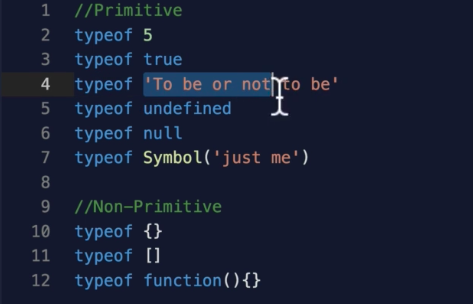 1 //Primitive
2 typeof 5
3 typeof true
4 typeof 'To be or not to be'
5 typeof undefined
6 typeof null
7 typeof Symbol('just me')
8
9 //Non-Primitive
10 typeof {}
11 typeof []
12 typeof function(){}